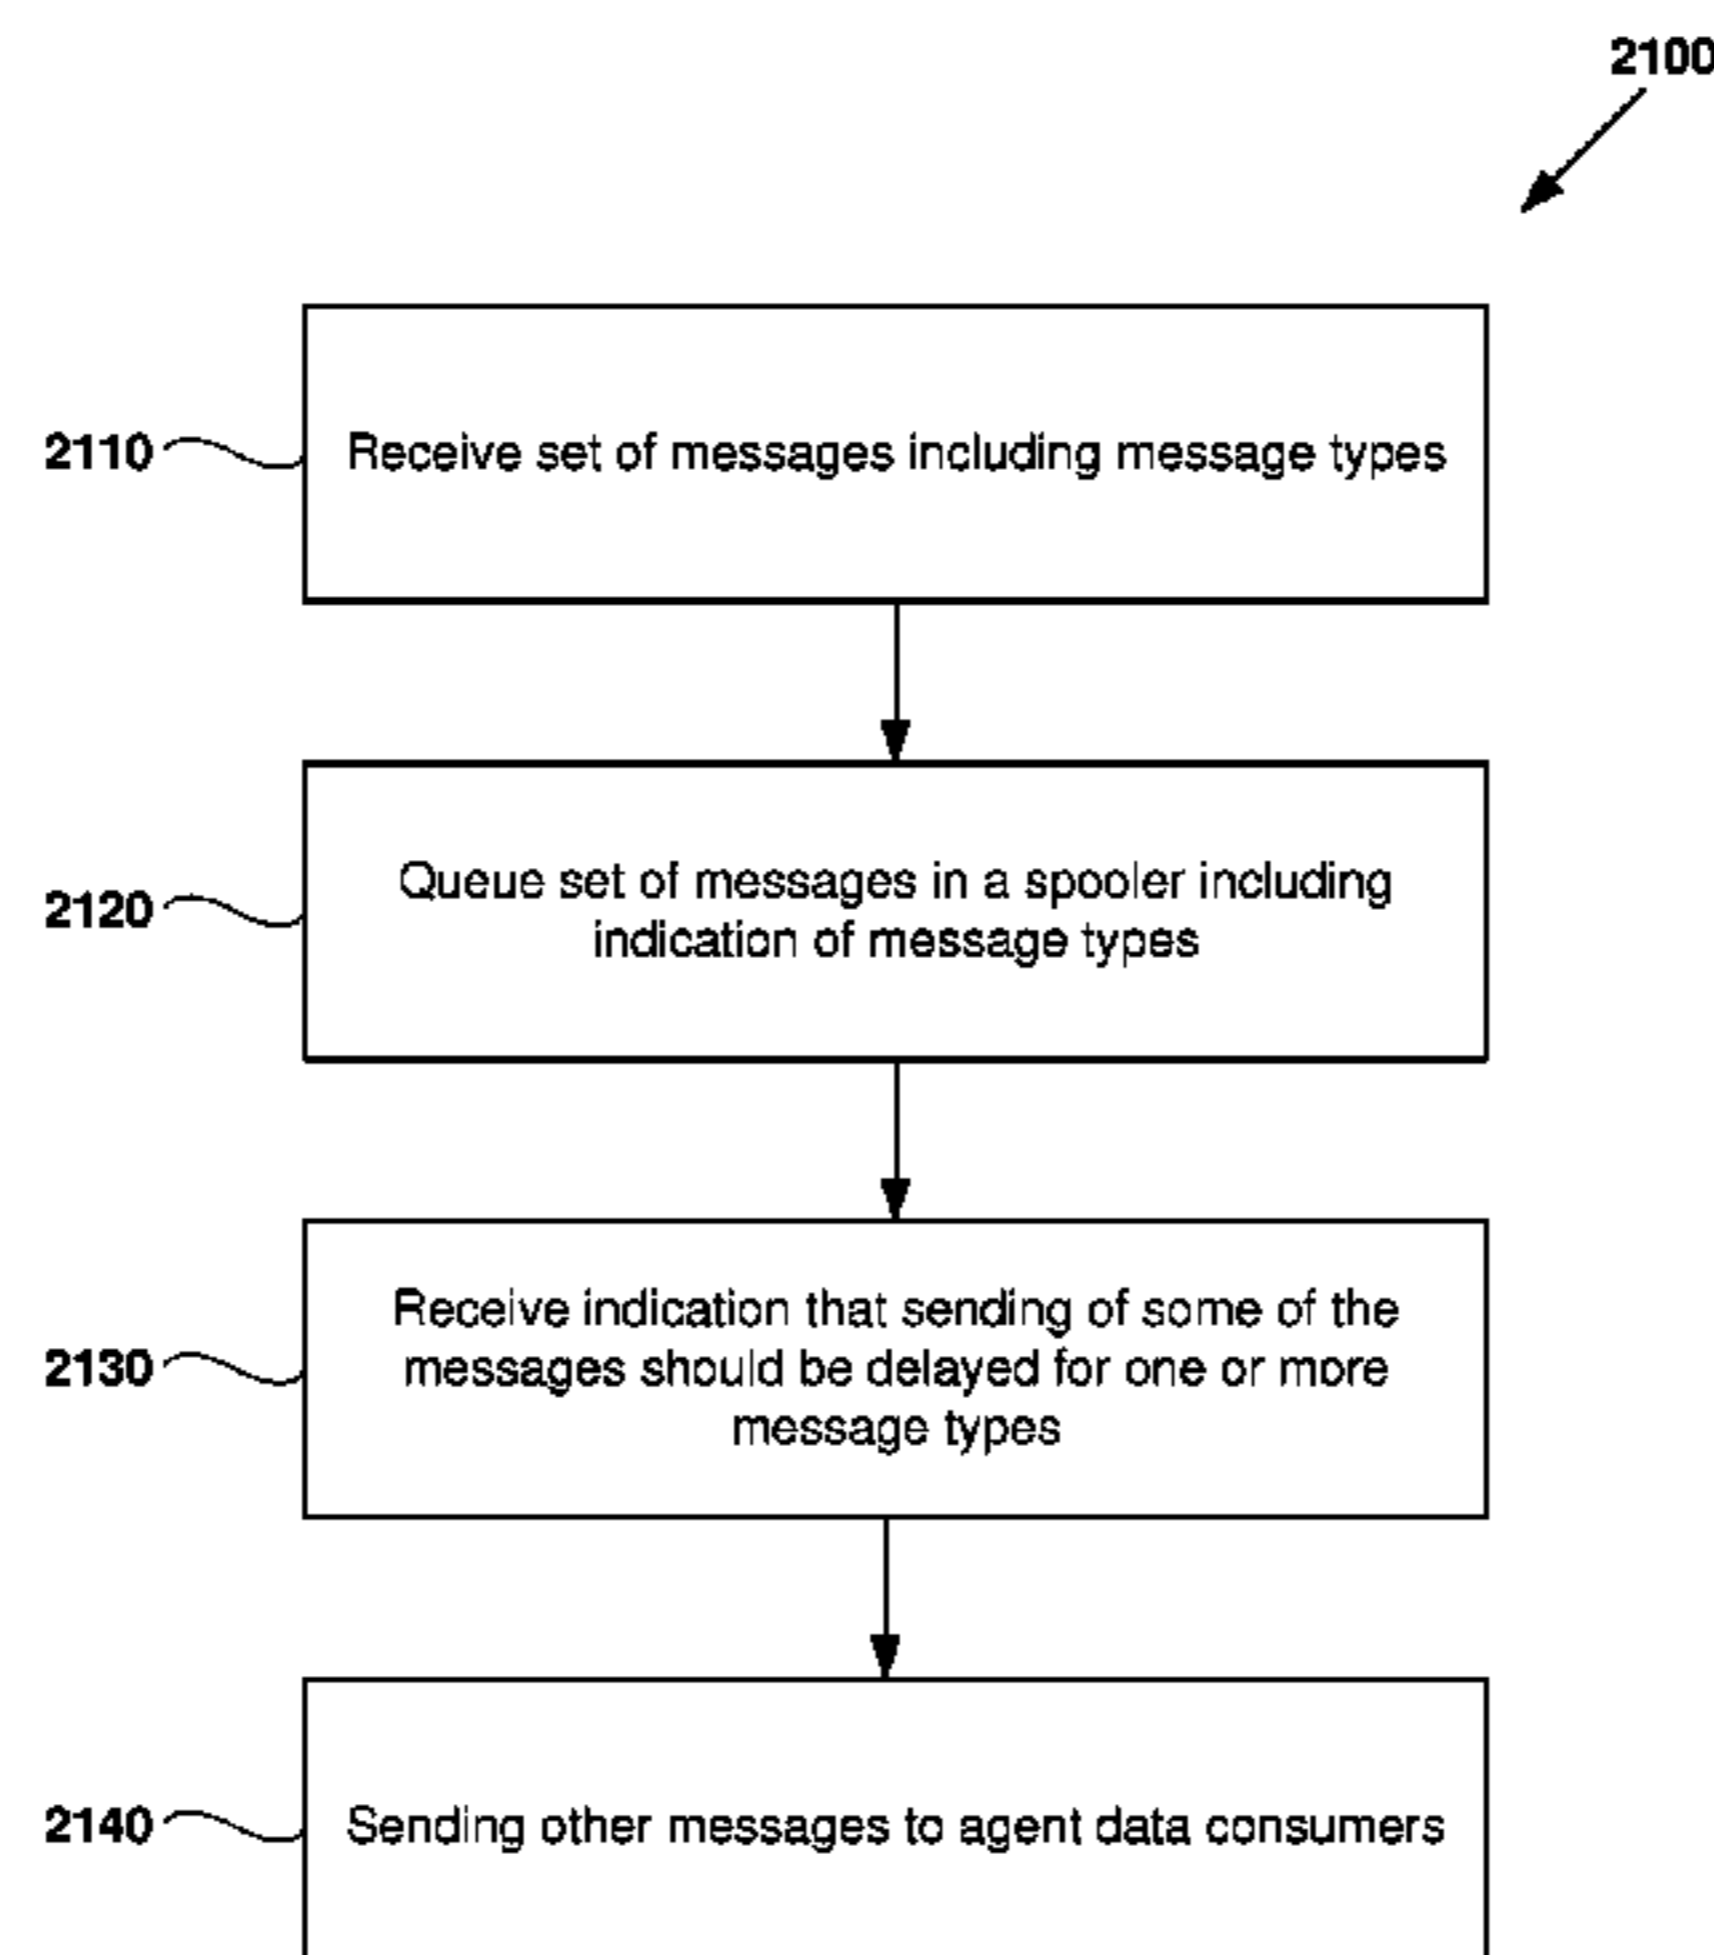 2100
2110
Receive set of messages including message types
2120
Queue set of messages in a spooler including
indication of message types
2130
Receive indication that sending of some of the
messages should be delayed for one or more
message types
2140
Sending other messages to agent data consumers